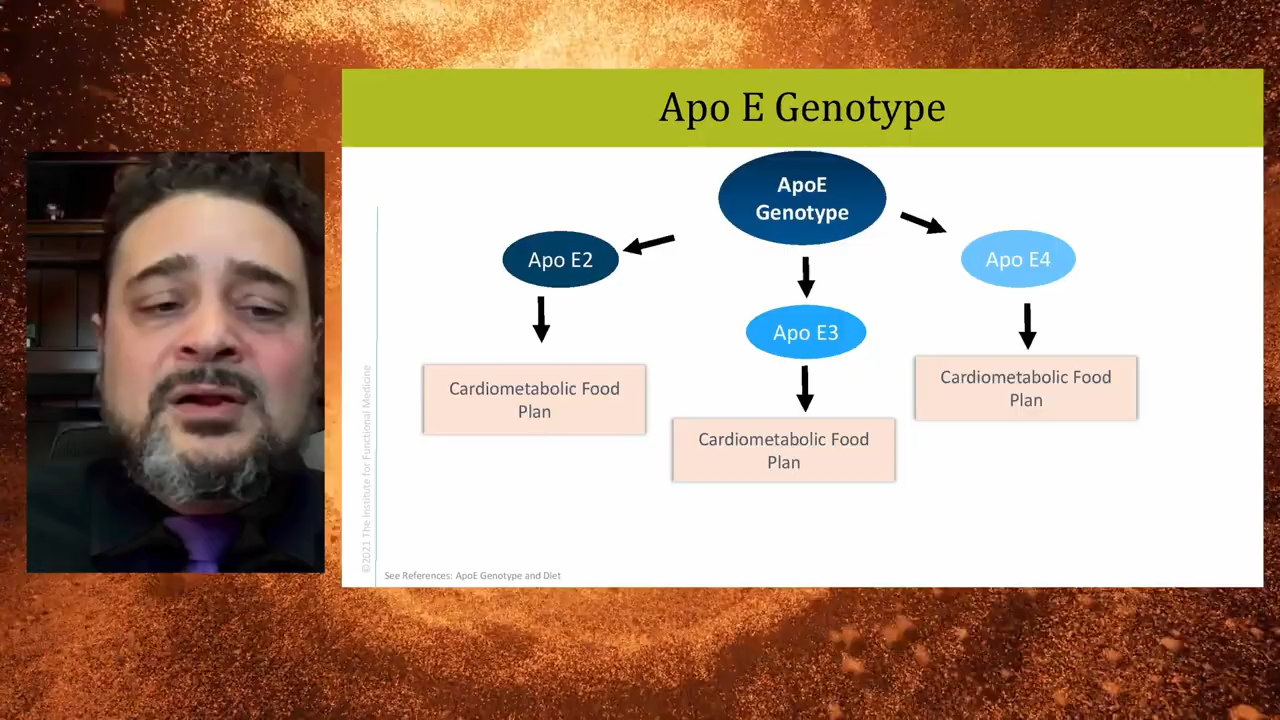 Apo E Genotype
ApoE
Genotype
Apo E2
Apo E4
Apo E3
Cardiometabolic Food
Plan
Cardiometabolic Food
Plan
Cardiometabolic Food
Plan
©2021 The Institute for Functional Medicine
See References: ApoE Genotype and Diet